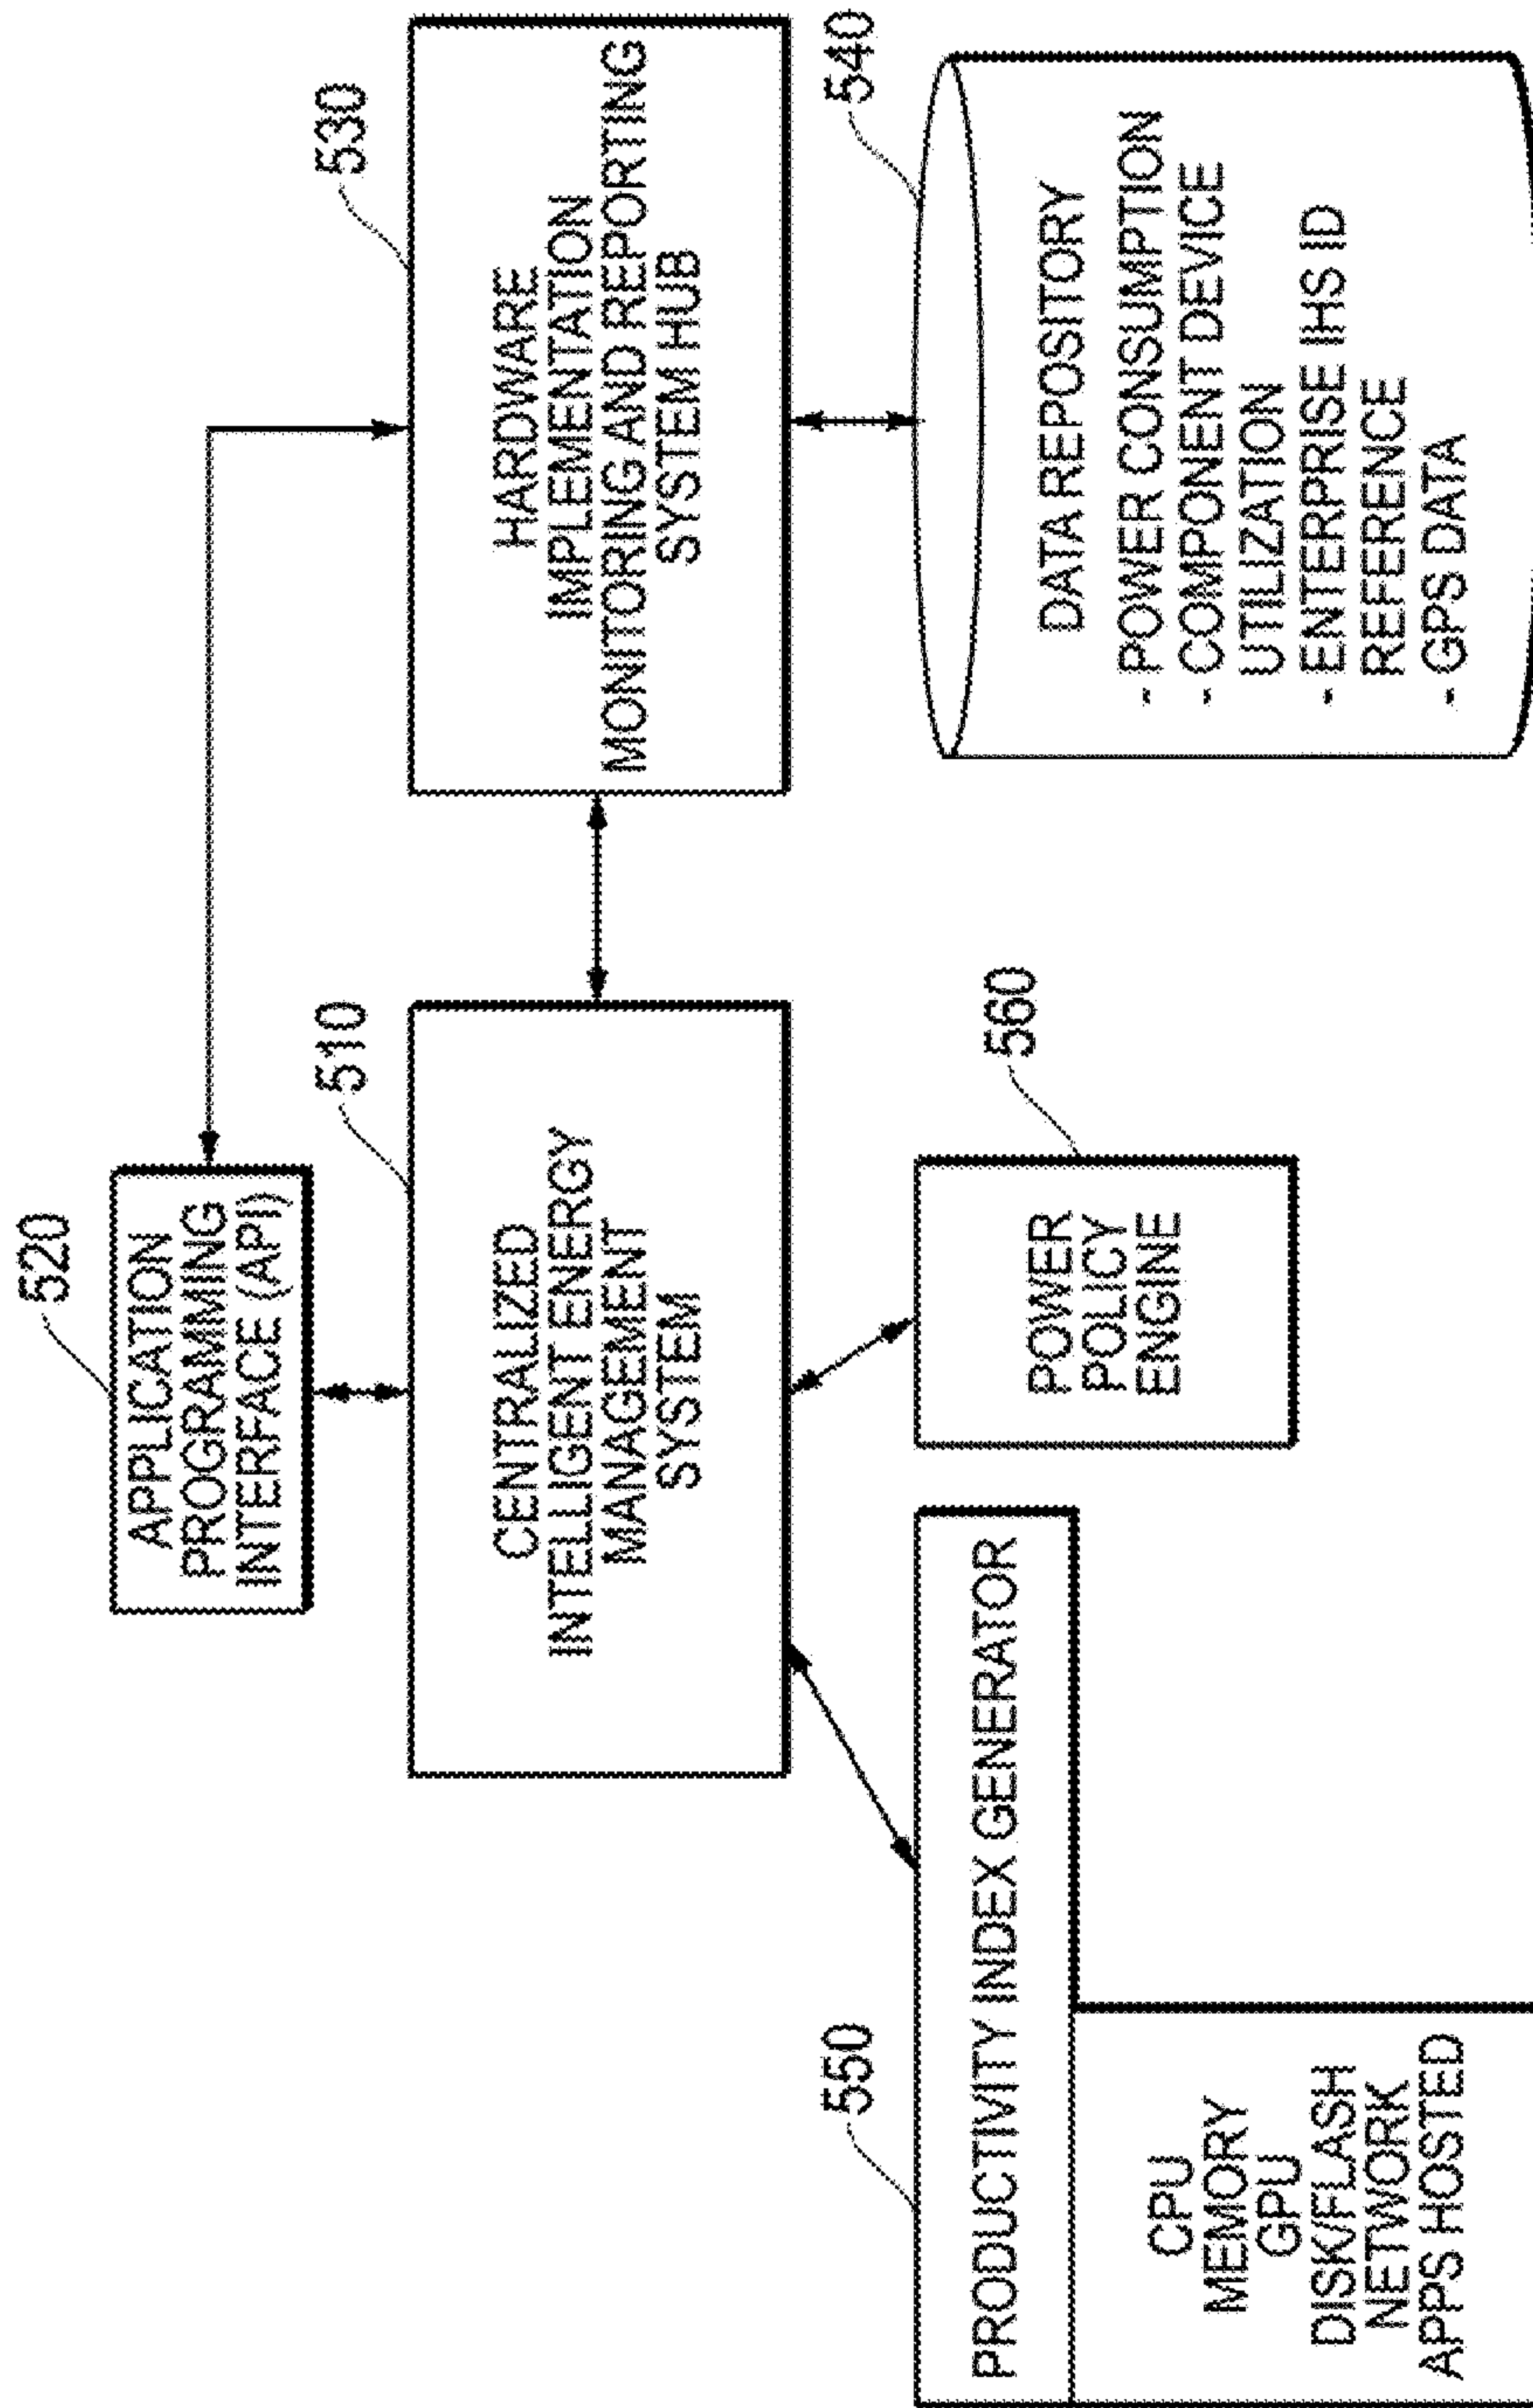 520
APPLICATION
PROGRAMMING
INTERFACE (API)
510
CENTRALIZED
INTELLIGENT ENERGY
MANAGEMENT
SYSTEM
530
HARDWARE
IMPLEMENTATION
MONITORING AND REPORTING
SYSTEM HUB
550
PRODUCTIVITY INDEX GENERATOR
CPU
MEMORY
GPU
DISK/FLASH
NETWORK
APPS HOSTED
560
POWER
POLICY
ENGINE
540
DATA REPOSITORY
- POWER CONSUMPTION
- COMPONENT DEVICE
UTILIZATION
- ENTERPRISE IHS ID
REFERENCE
- GPS DATA